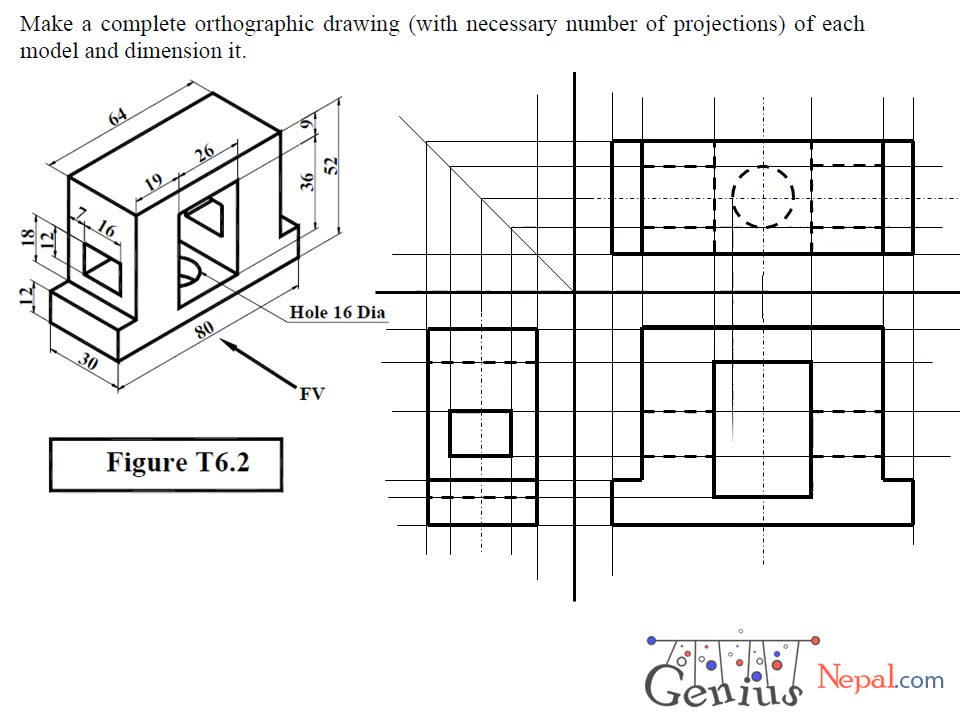 Make a complete orthographic drawing (with necessary number of projections) of each
model and dimension it.
64
26
19
9
36
52
7
16
18
12
12
Hole 16 Dia
80
30
FV
Figure T6.2
Genius Nepal.com